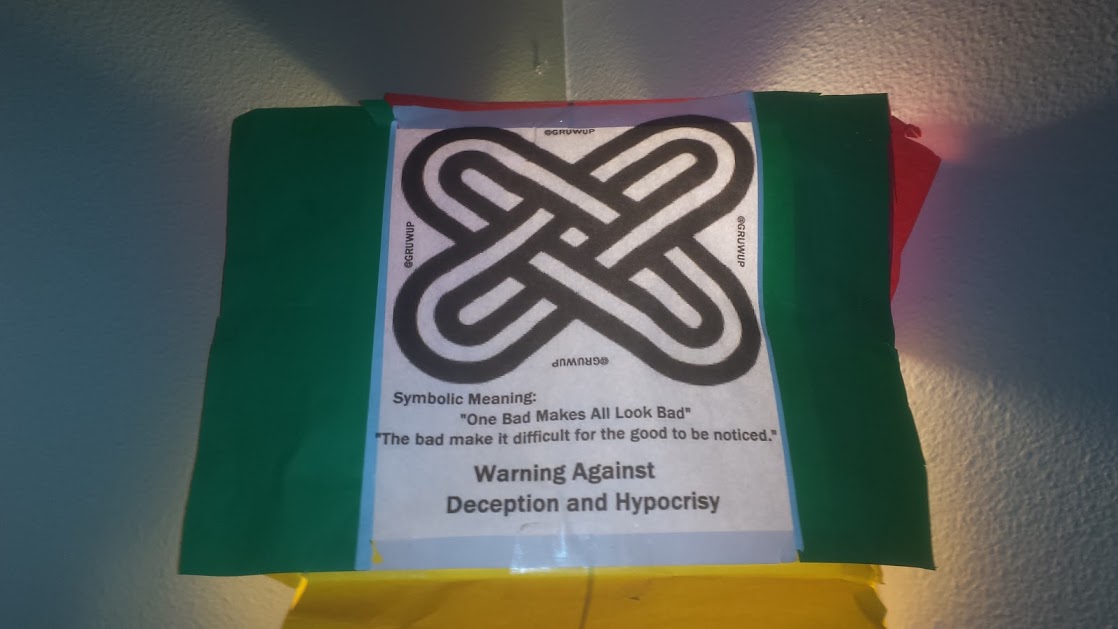 @GRUWUP
@GRUWUP
@GRUWUP
@GRUWUP
Symbolic Meaning:
"One Bad Makes All Look Bad"
"The bad make it difficult for the good to be noticed."
Warning Against
Deception and Hypocrisy